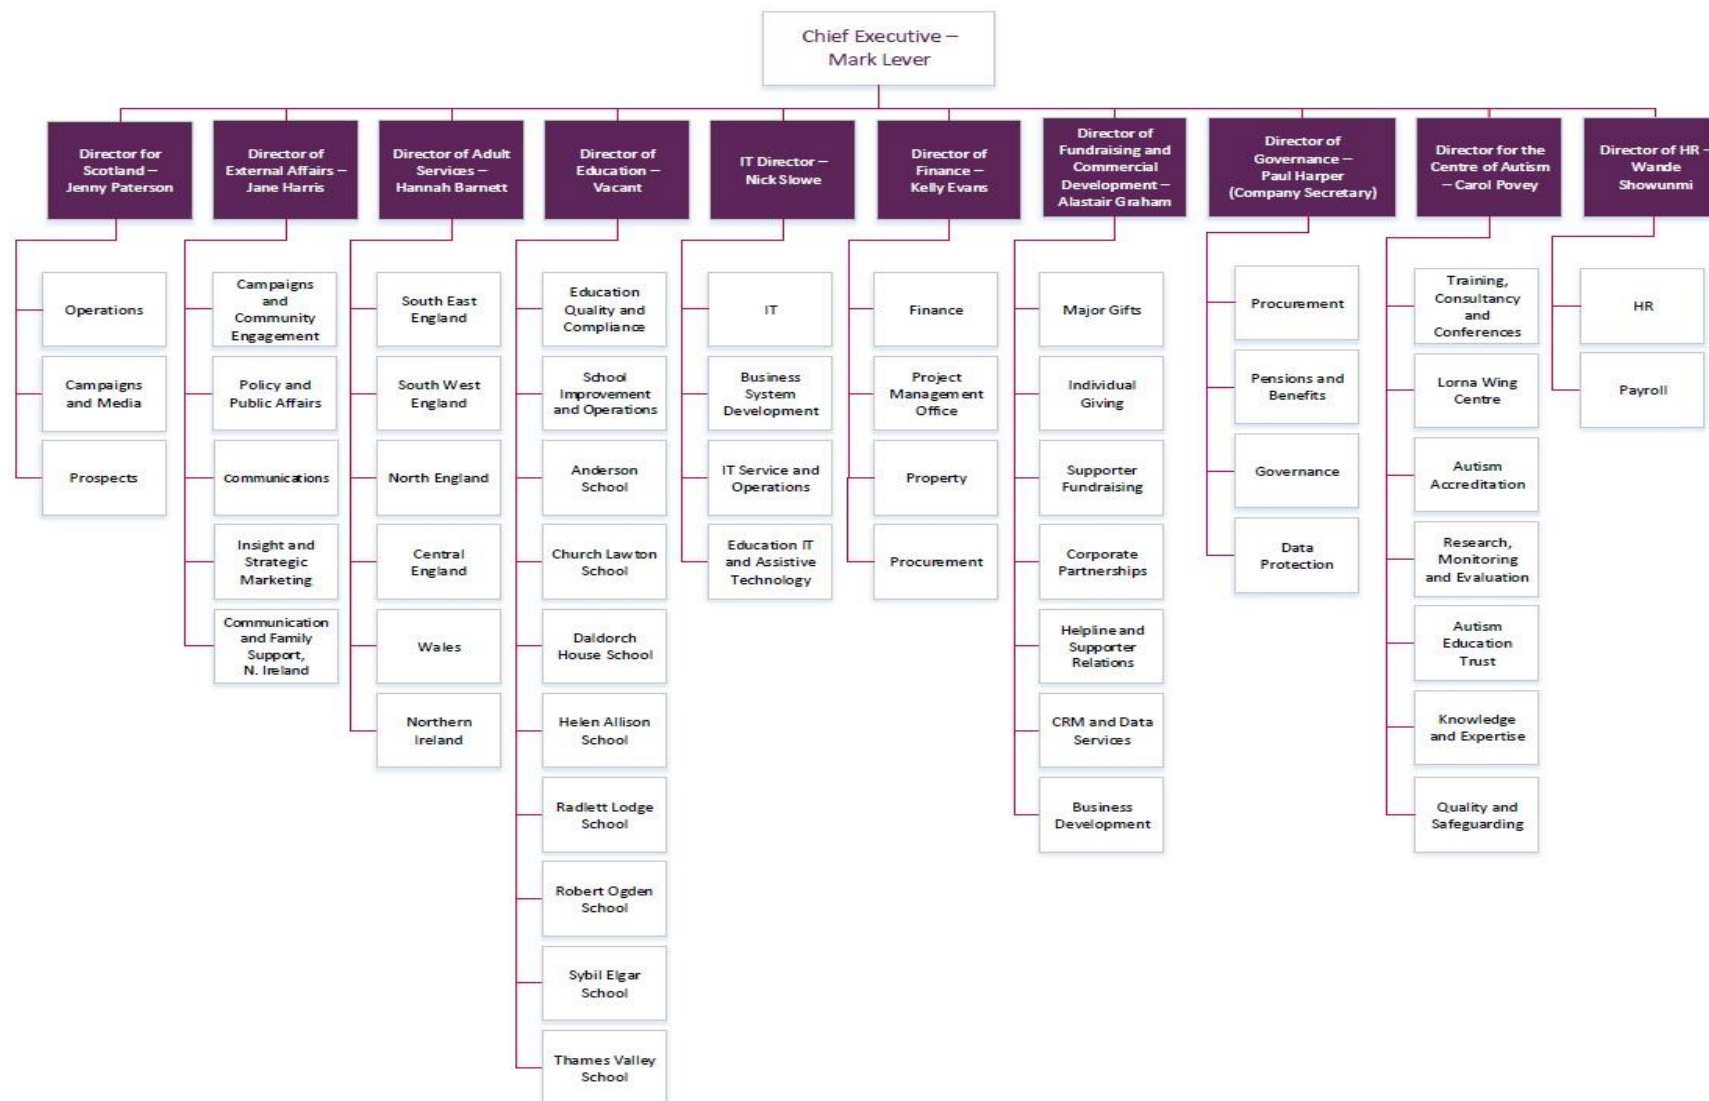 Chief Executive –
Mark Lever
Director for
Scotland –
Jenny Paterson
Director of
External Affairs –
Jane Harris
Director of Adult
Services –
Hannah Barnett
Director of
Education –
Vacant
IT Director –
Nick Slowe
Director of
Finance –
Kelly Evans
Director of
Fundraising and
Commercial
Development –
Alastair Graham
Director of
Governance –
Paul Harper
(Company Secretary)
Director for the
Centre of Autism
– Carol Povey
Director of HR –
Wande
Showunmi
Operations
Campaigns
and Media
Prospects
Campaigns
and
Community
Engagement
Policy and
Public Affairs
Communications
Insight and
Strategic
Marketing
Communication
and Family
Support,
N. Ireland
South East
England
South West
England
North England
Central
England
Wales
Northern
Ireland
Education
Quality and
Compliance
School
Improvement
and Operations
Anderson
School
Church Lawton
School
Daldorch
House School
Helen Allison
School
Radlett Lodge
School
Robert Ogden
School
Sybil Elgar
School
Thames Valley
School
IT
Business
System
Development
IT Service and
Operations
Education IT
and Assistive
Technology
Finance
Project
Management
Office
Property
Procurement
Major Gifts
Individual
Giving
Supporter
Fundraising
Corporate
Partnerships
Helpline and
Supporter
Relations
CRM and Data
Services
Business
Development
Procurement
Pensions and
Benefits
Governance
Data
Protection
Training,
Consultancy
and
Conferences
Lorna Wing
Centre
Autism
Accreditation
Research,
Monitoring
and Evaluation
Autism
Education
Trust
Knowledge
and Expertise
Quality and
Safeguarding
HR
Payroll